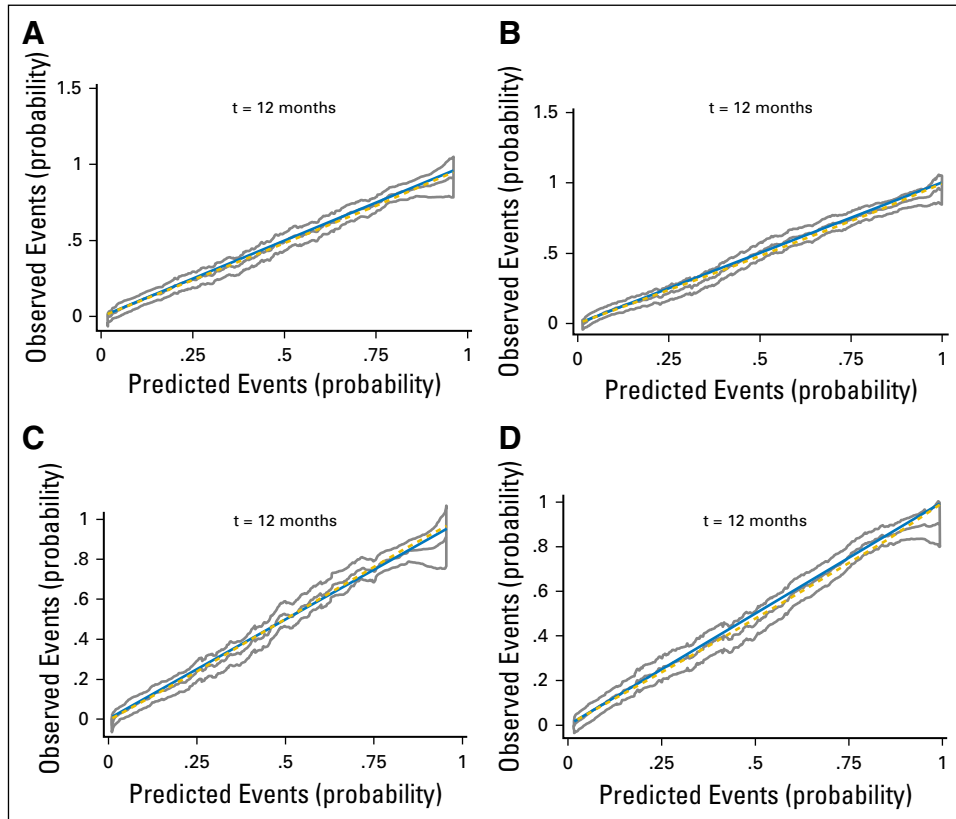 A
Observed Events (probability)
1.5
1
.5
0
t = 12 months
0
.25
.5
.75
1
Predicted Events (probability)
B
Observed Events (probability)
1.5
1
.5
0
t = 12 months
0
.25
.5
.75
1
Predicted Events (probability)
C
Observed Events (probability)
1
.8
.6
.4
.2
0
t = 12 months
0
.25
.5
.75
1
Predicted Events (probability)
D
Observed Events (probability)
1
.8
.6
.4
.2
0
t = 12 months
0
.25
.5
.75
1
Predicted Events (probability)